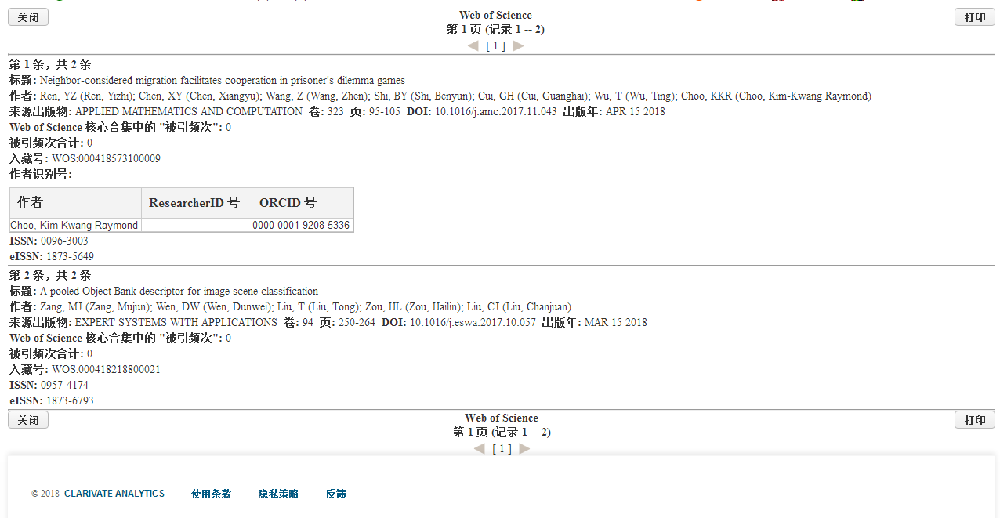 关闭
Web of Science
打印
第 1 页 (记录 1 -- 2)
[ 1 ]
第 1 条，共 2 条
标题: Neighbor-considered migration facilitates cooperation in prisoner's dilemma games
作者: Ren, YZ (Ren, Yizhi); Chen, XY (Chen, Xiangyu); Wang, Z (Wang, Zhen); Shi, BY (Shi, Benyun); Cui, GH (Cui, Guanghai); Wu, T (Wu, Ting); Choo, KKR (Choo, Kim-Kwang Raymond)
来源出版物: APPLIED MATHEMATICS AND COMPUTATION 卷: 323 页: 95-105 DOI: 10.1016/j.amc.2017.11.043 出版年: APR 15 2018
Web of Science 核心合集中的 "被引频次": 0
被引频次合计: 0
入藏号: WOS:000418573100009
作者识别号:
作者 ResearcherID 号 ORCID 号
Choo, Kim-Kwang Raymond 0000-0001-9208-5336
ISSN: 0096-3003
eISSN: 1873-5649
第 2 条，共 2 条
标题: A pooled Object Bank descriptor for image scene classification
作者: Zang, MJ (Zang, Mujun); Wen, DW (Wen, Dunwei); Liu, T (Liu, Tong); Zou, HL (Zou, Hailin); Liu, CJ (Liu, Chanjuan)
来源出版物: EXPERT SYSTEMS WITH APPLICATIONS 卷: 94 页: 250-264 DOI: 10.1016/j.eswa.2017.10.057 出版年: MAR 15 2018
Web of Science 核心合集中的 "被引频次": 0
被引频次合计: 0
入藏号: WOS:000418218800021
ISSN: 0957-4174
eISSN: 1873-6793
关闭
Web of Science
打印
第 1 页 (记录 1 -- 2)
[ 1 ]
© 2018 CLARIVATE ANALYTICS 使用条款 隐私策略 反馈